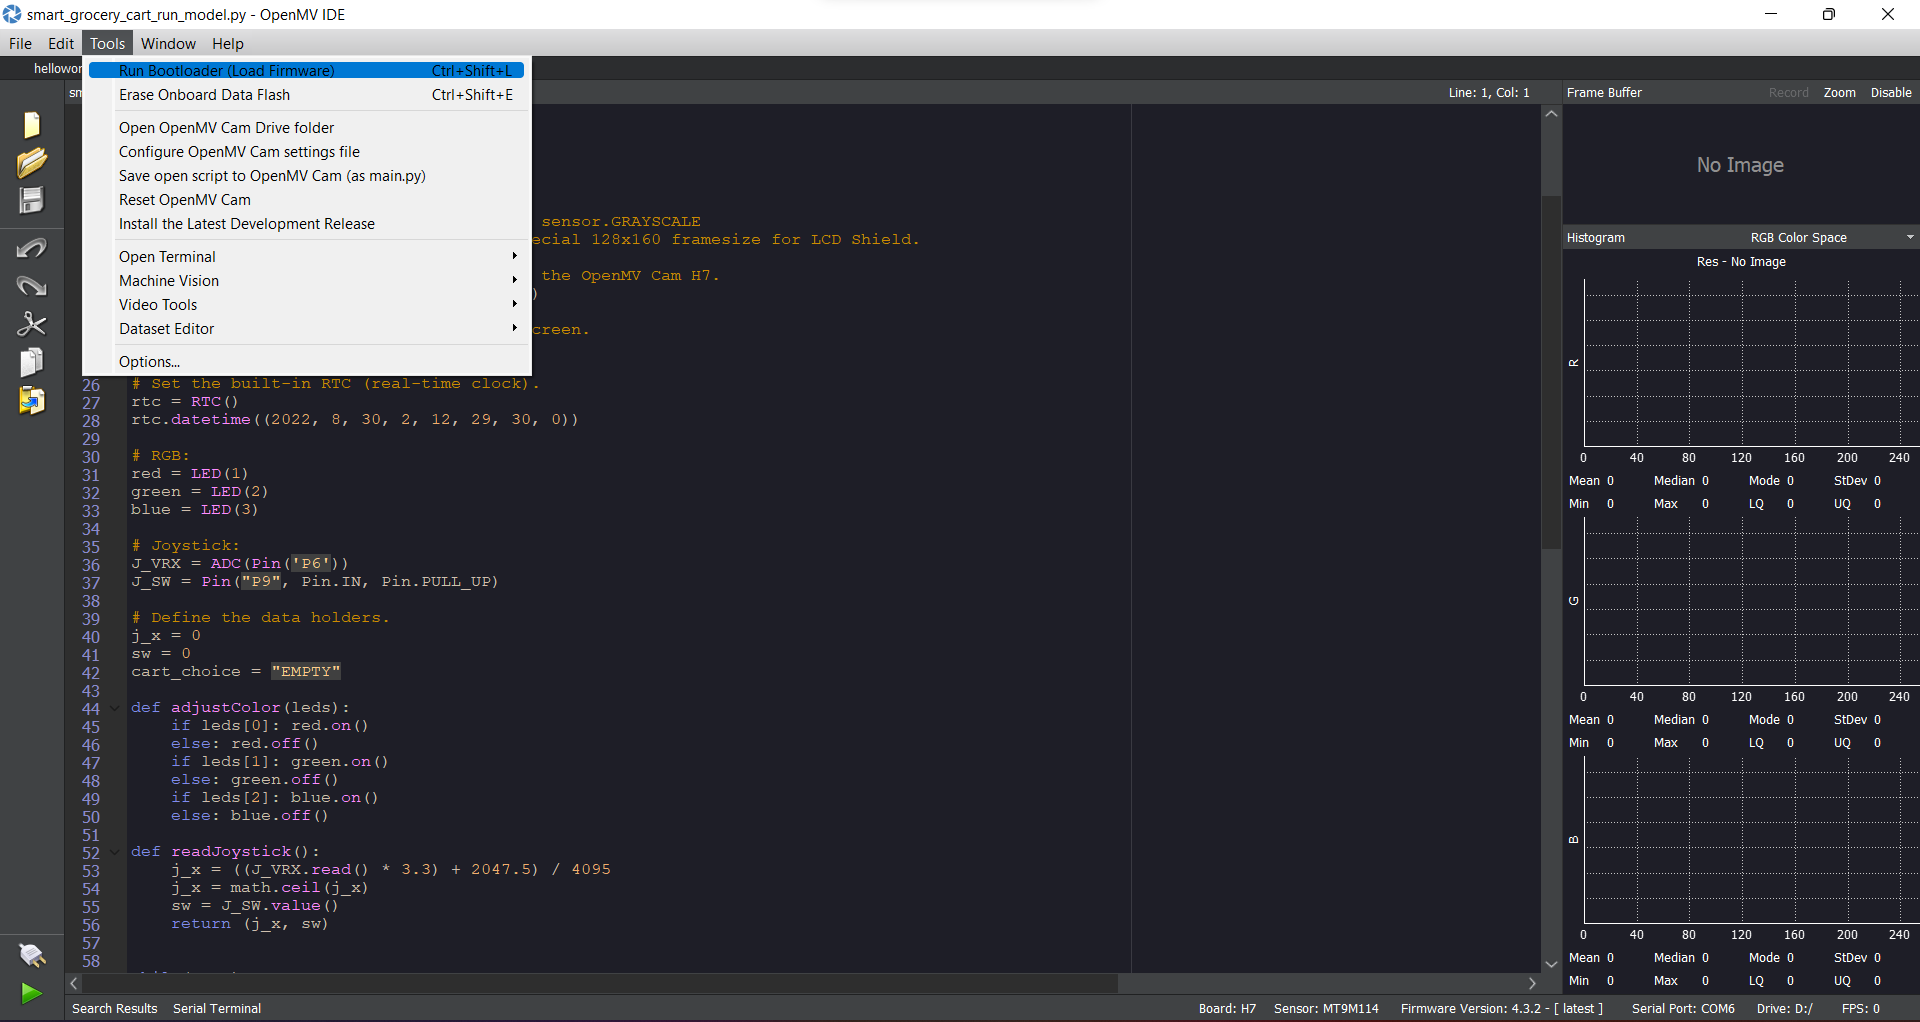 smart_grocery_cart_run_model.py - OpenMV IDE
File Edit Tools Window Help
Run Bootloader (Load Firmware) Ctrl+Shift+L
Erase Onboard Data Flash Ctrl+Shift+E
Open OpenMV Cam Drive folder
Configure OpenMV Cam settings file
Save open script to OpenMV Cam (as main.py)
Reset OpenMV Cam
Install the Latest Development Release
Open Terminal
Machine Vision
Video Tools
Dataset Editor
Options...
hellowor
sm
Line: 1, Col: 1
sensor.GRAYSCALE
ecial 128x160 framesize for LCD Shield.
the OpenMV Cam H7.
)
creen.
26 # Set the built-in RTC (real-time clock).
27 rtc = RTC()
28 rtc.datetime((2022, 8, 30, 2, 12, 29, 30, 0))
29
30 # RGB:
31 red = LED(1)
32 green = LED(2)
33 blue = LED(3)
34
35 # Joystick:
36 J_VRX = ADC(Pin('P6'))
37 J_SW = Pin("P9", Pin.IN, Pin.PULL_UP)
38
39 # Define the data holders.
40 j_x = 0
41 sw = 0
42 cart_choice = "EMPTY"
43
44 def adjustColor(leds):
45 if leds[0]: red.on()
46 else: red.off()
47 if leds[1]: green.on()
48 else: green.off()
49 if leds[2]: blue.on()
50 else: blue.off()
51
52 def readJoystick():
53 j_x = ((J_VRX.read() * 3.3) + 2047.5) / 4095
54 j_x = math.ceil(j_x)
55 sw = J_SW.value()
56 return (j_x, sw)
57
58
Frame Buffer Record Zoom Disable
No Image
Histogram RGB Color Space
Res - No Image
R
0 40 80 120 160 200 240
Mean 0 Median 0 Mode 0 StDev 0
Min 0 Max 0 LQ 0 UQ 0
G
0 40 80 120 160 200 240
Mean 0 Median 0 Mode 0 StDev 0
Min 0 Max 0 LQ 0 UQ 0
B
0 40 80 120 160 200 240
Mean 0 Median 0 Mode 0 StDev 0
Min 0 Max 0 LQ 0 UQ 0
Search Results Serial Terminal
Board: H7 Sensor: MT9M114 Firmware Version: 4.3.2 - [ latest ] Serial Port: COM6 Drive: D:/ FPS: 0